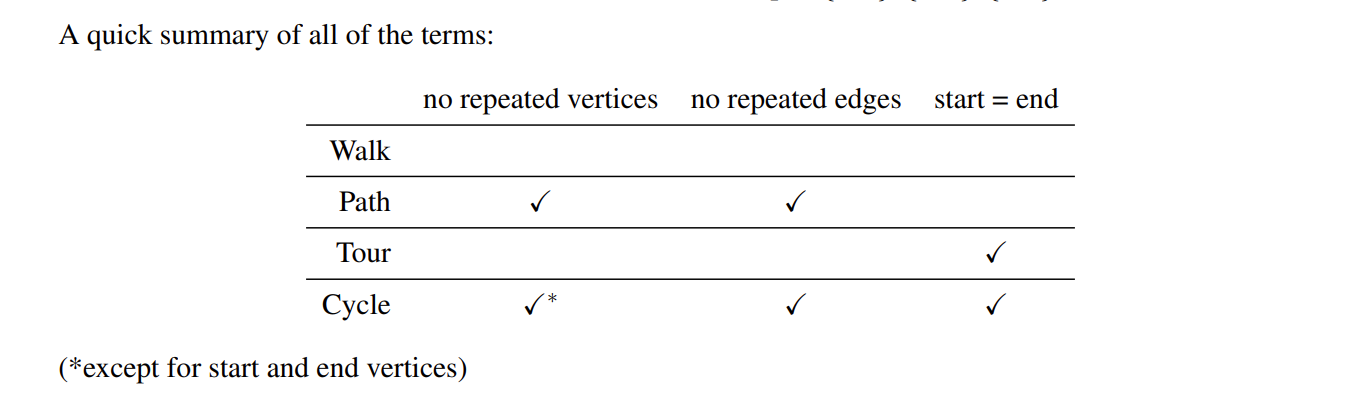 A quick summary of all of the terms:
no repeated vertices no repeated edges start = end
Walk
Path ✓ ✓
Tour ✓
Cycle ✓* ✓ ✓
(*except for start and end vertices)